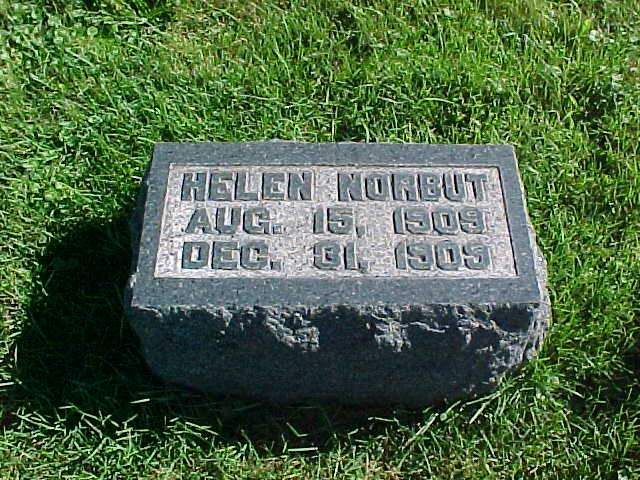 HELEN NORBUT
AUG. 15, 1909
DEC. 31, 1909